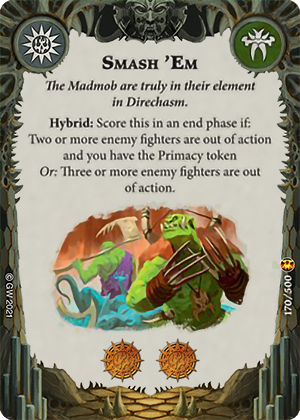 Smash ’Em
The Madmob are truly in their element
in Direchasm.
Hybrid: Score this in an end phase if:
Two or more enemy fighters are out of action
and you have the Primacy token
Or: Three or more enemy fighters are out
of action.
© GW 2021
170/500